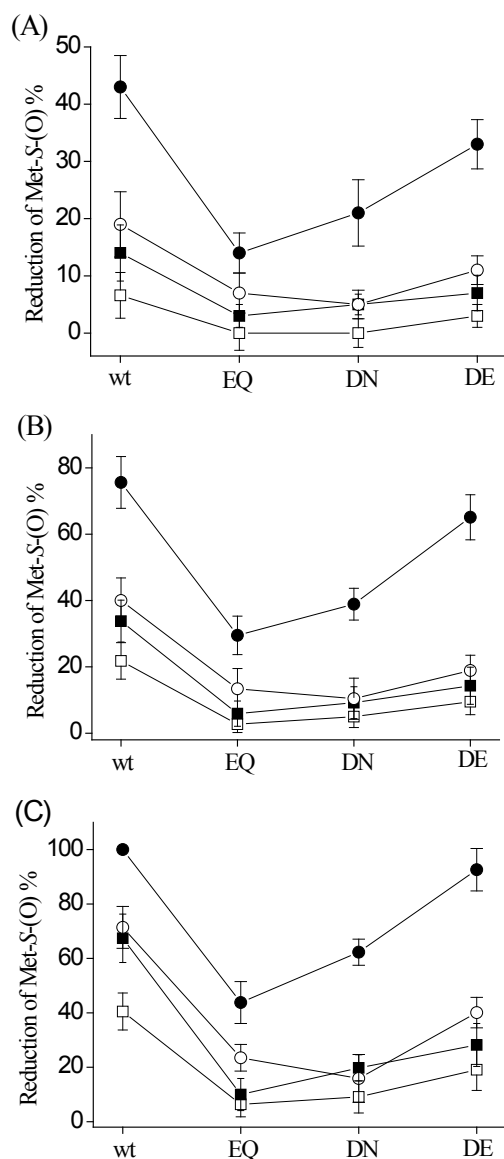 (A)
50
40
30
20
10
0
Reduction of Met-S-(O) %
wt EQ DN DE
(B)
80
60
40
20
0
Reduction of Met-S-(O) %
wt EQ DN DE
(C)
100
80
60
40
20
0
Reduction of Met-S-(O) %
wt EQ DN DE